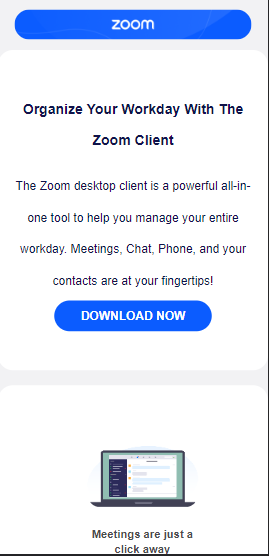 zoom
Organize Your Workday With The
Zoom Client
The Zoom desktop client is a powerful all-in-
one tool to help you manage your entire
workday. Meetings, Chat, Phone, and your
contacts are at your fingertips!
DOWNLOAD NOW
Meetings are just a
click away